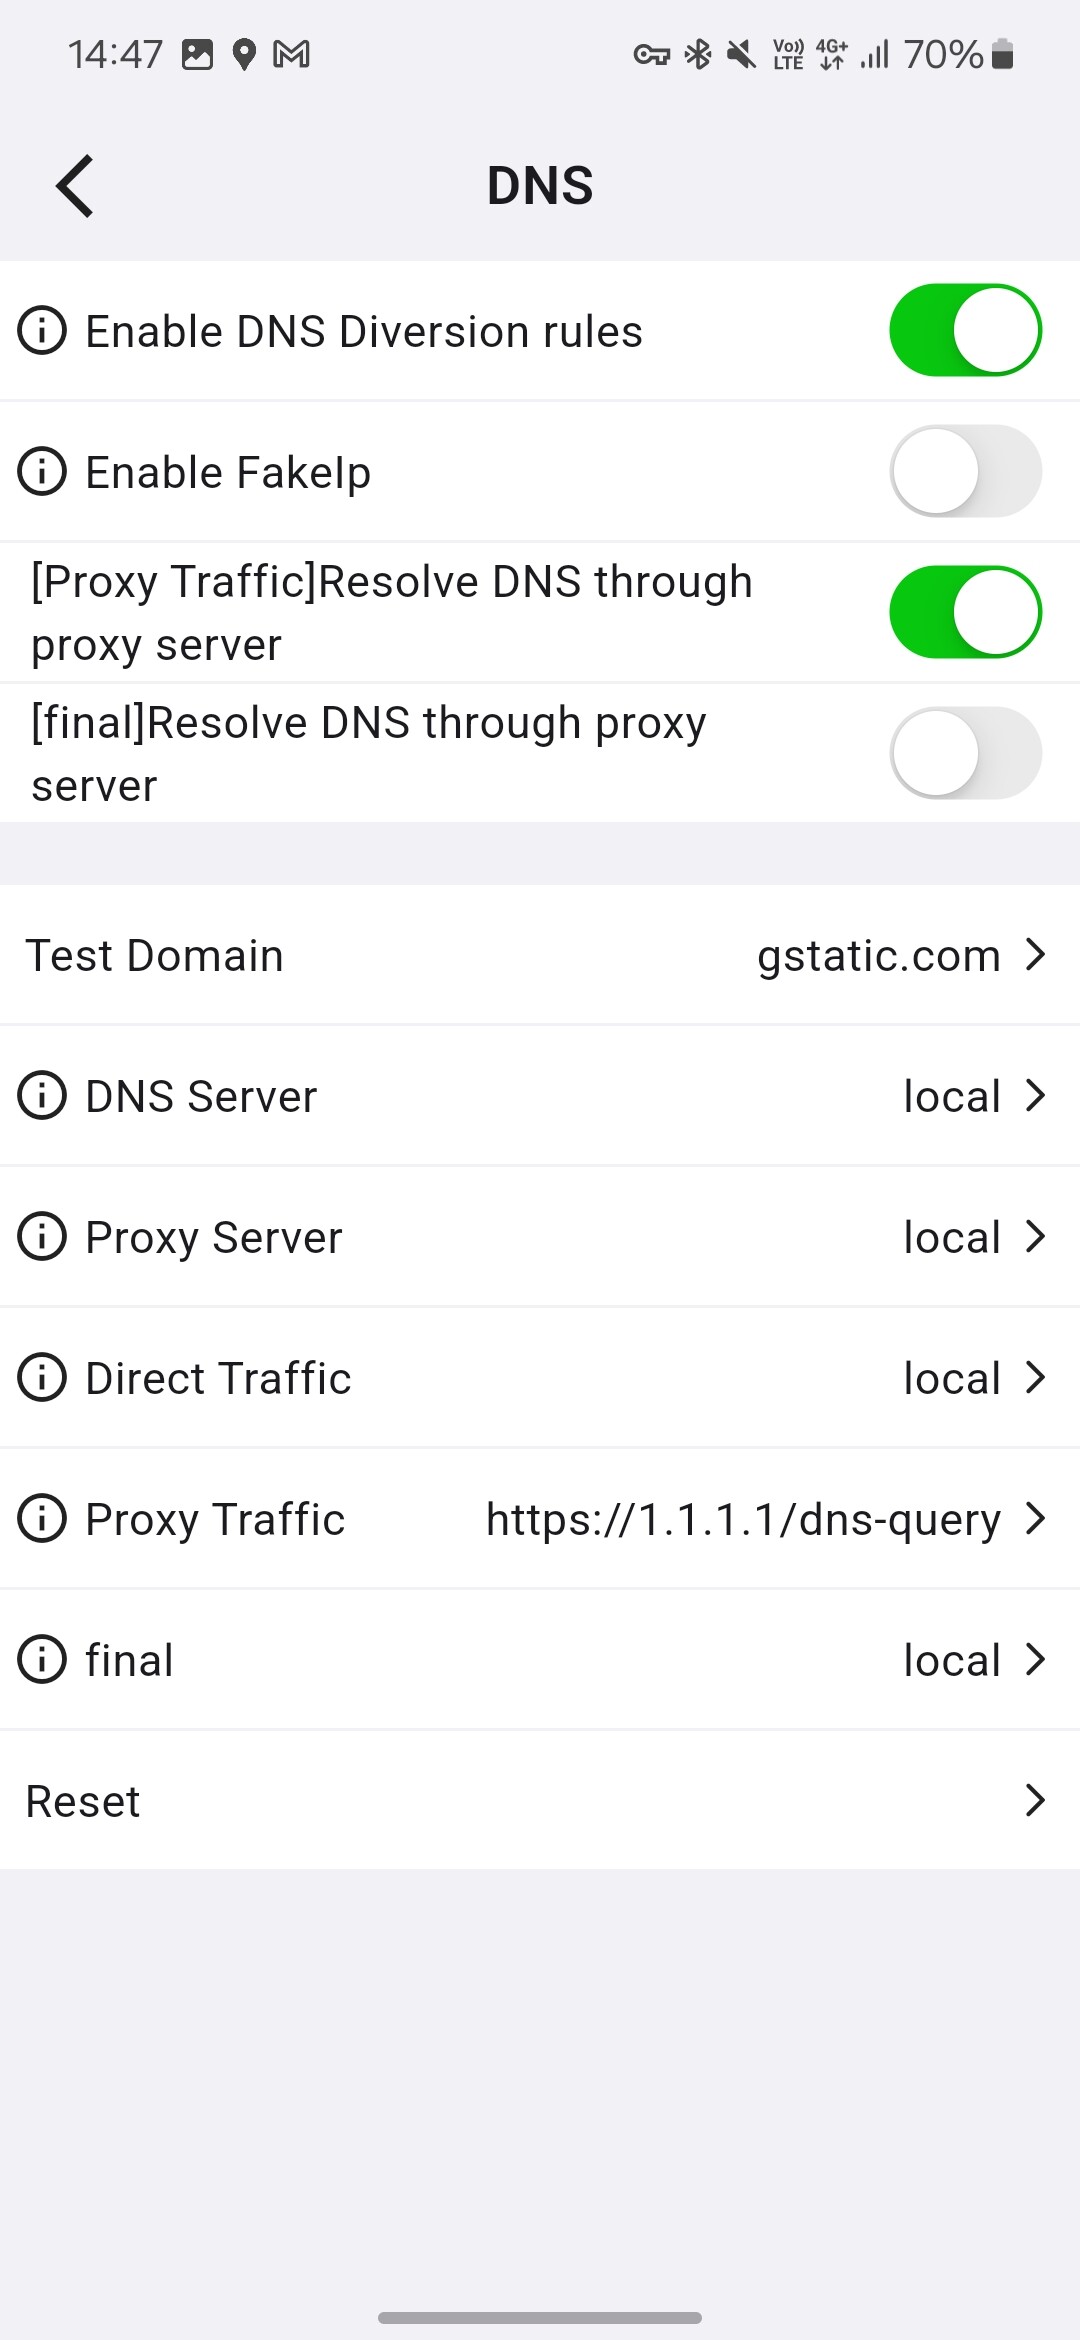 14:47
Vo)) LTE 4G+ 70%
DNS
Enable DNS Diversion rules
Enable FakeIp
[Proxy Traffic]Resolve DNS through
proxy server
[final]Resolve DNS through proxy
server
Test Domain gstatic.com
DNS Server local
Proxy Server local
Direct Traffic local
Proxy Traffic https://1.1.1.1/dns-query
final local
Reset